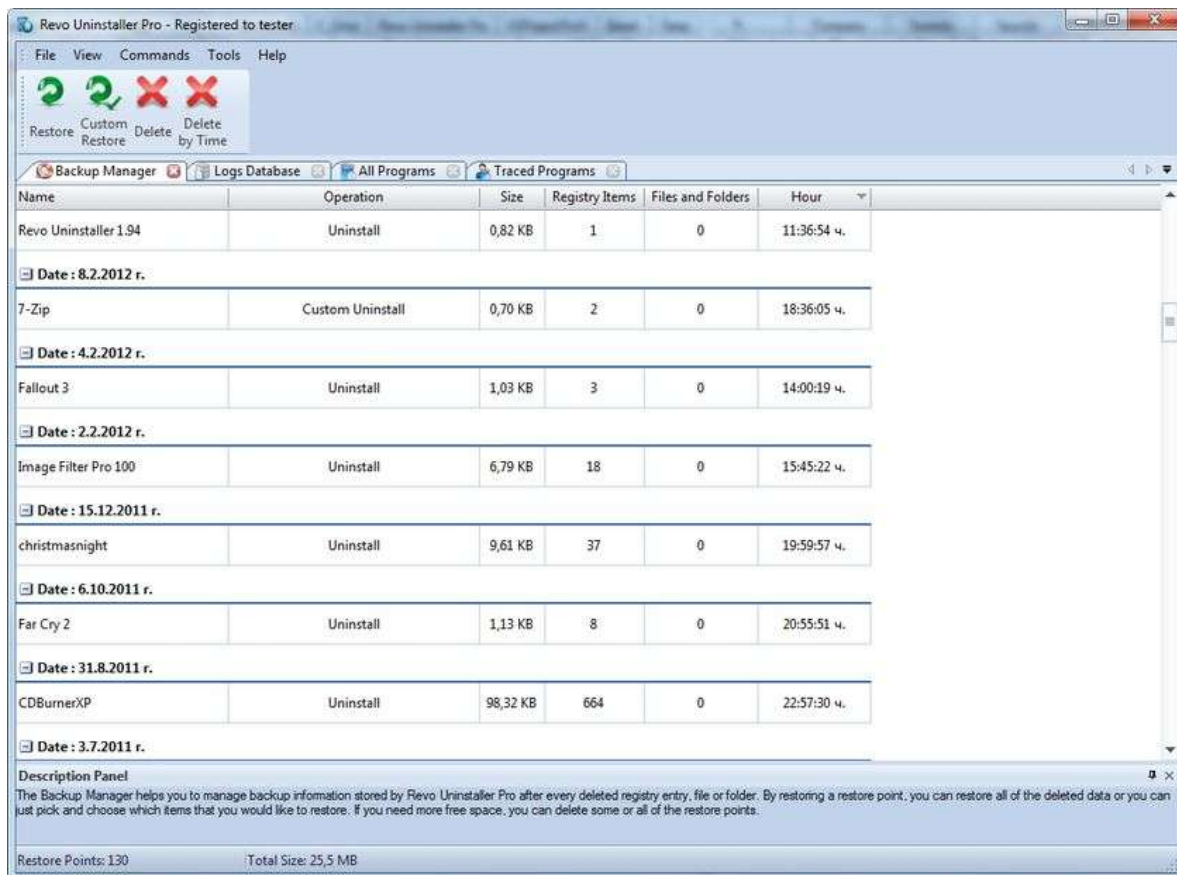 Revo Uninstaller Pro - Registered to tester
File View Commands Tools Help
Restore Custom Restore Delete Delete by Time
Backup Manager Logs Database All Programs Traced Programs
Name Operation Size Registry Items Files and Folders Hour
Revo Uninstaller 1.94 Uninstall 0,82 KB 1 0 11:36:54 ч.
Date : 8.2.2012 г.
7-Zip Custom Uninstall 0,70 KB 2 0 18:36:05 ч.
Date : 4.2.2012 г.
Fallout 3 Uninstall 1,03 KB 3 0 14:00:19 ч.
Date : 2.2.2012 г.
Image Filter Pro 100 Uninstall 6,79 KB 18 0 15:45:22 ч.
Date : 15.12.2011 г.
christmasnight Uninstall 9,61 KB 37 0 19:59:57 ч.
Date : 6.10.2011 г.
Far Cry 2 Uninstall 1,13 KB 8 0 20:55:51 ч.
Date : 31.8.2011 г.
CDBurnerXP Uninstall 98,32 KB 664 0 22:57:30 ч.
Date : 3.7.2011 г.
Description Panel
The Backup Manager helps you to manage backup information stored by Revo Uninstaller Pro after every deleted registry entry, file or folder. By restoring a restore point, you can restore all of the deleted data or you can
just pick and choose which items that you would like to restore. If you need more free space, you can delete some or all of the restore points.
Restore Points: 130 Total Size: 25,5 MB